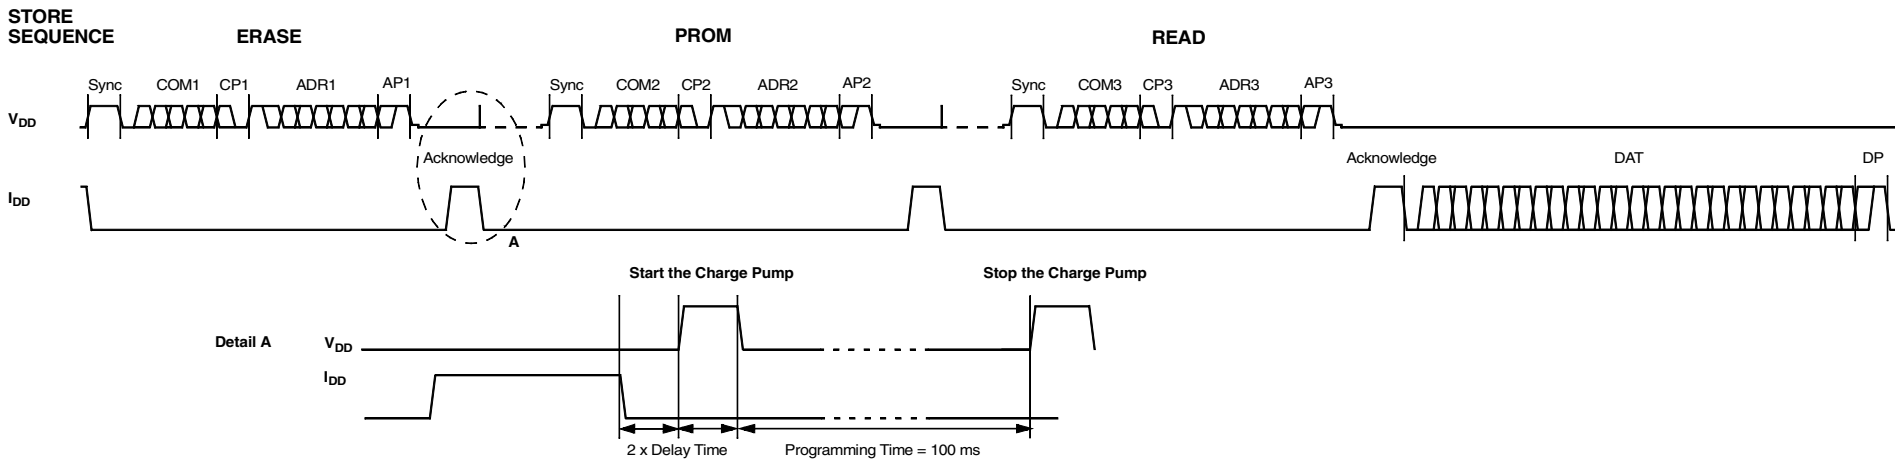 STORE
SEQUENCE ERASE PROM READ
Sync COM1 CP1 ADR1 AP1 Sync COM2 CP2 ADR2 AP2 Sync COM3 CP3 ADR3 AP3
VDD
Acknowledge Acknowledge DAT DP
IDD
A
Start the Charge Pump Stop the Charge Pump
Detail A VDD
IDD
2 x Delay Time Programming Time = 100 ms